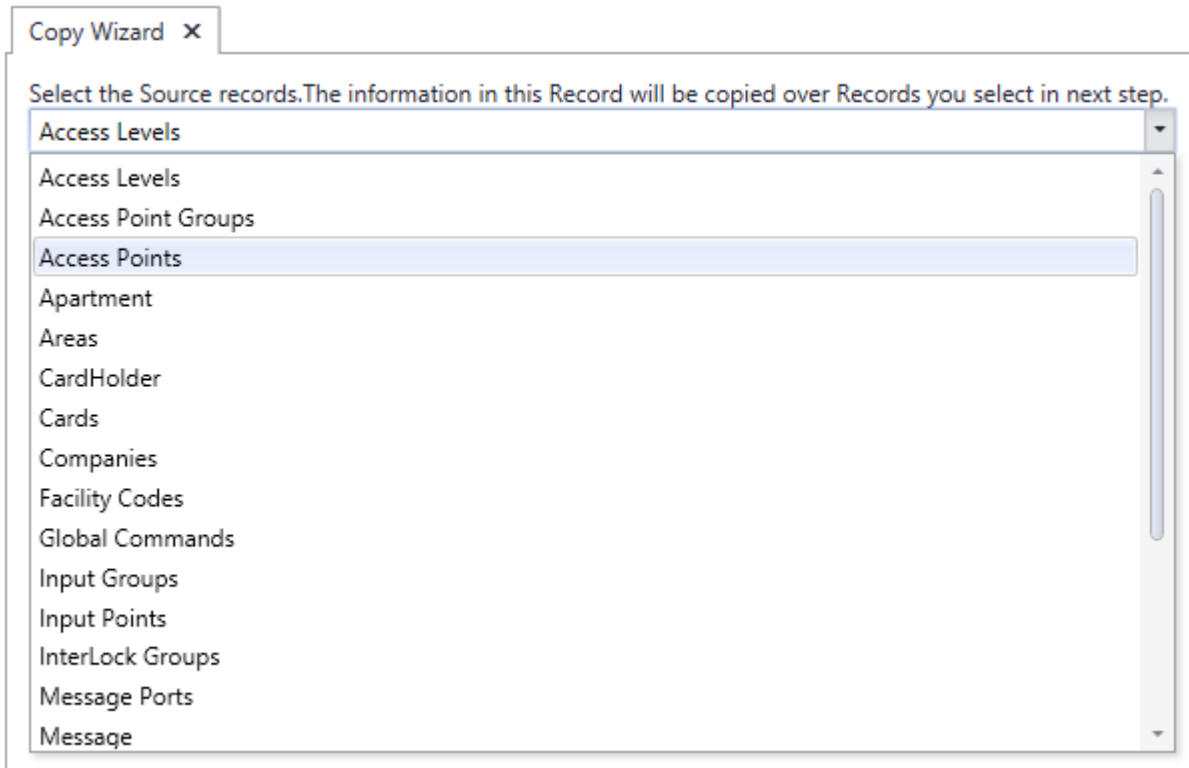 Copy Wizard
Select the Source records.The information in this Record will be copied over Records you select in next step.
Access Levels
Access Levels
Access Point Groups
Access Points
Apartment
Areas
CardHolder
Cards
Companies
Facility Codes
Global Commands
Input Groups
Input Points
InterLock Groups
Message Ports
Message